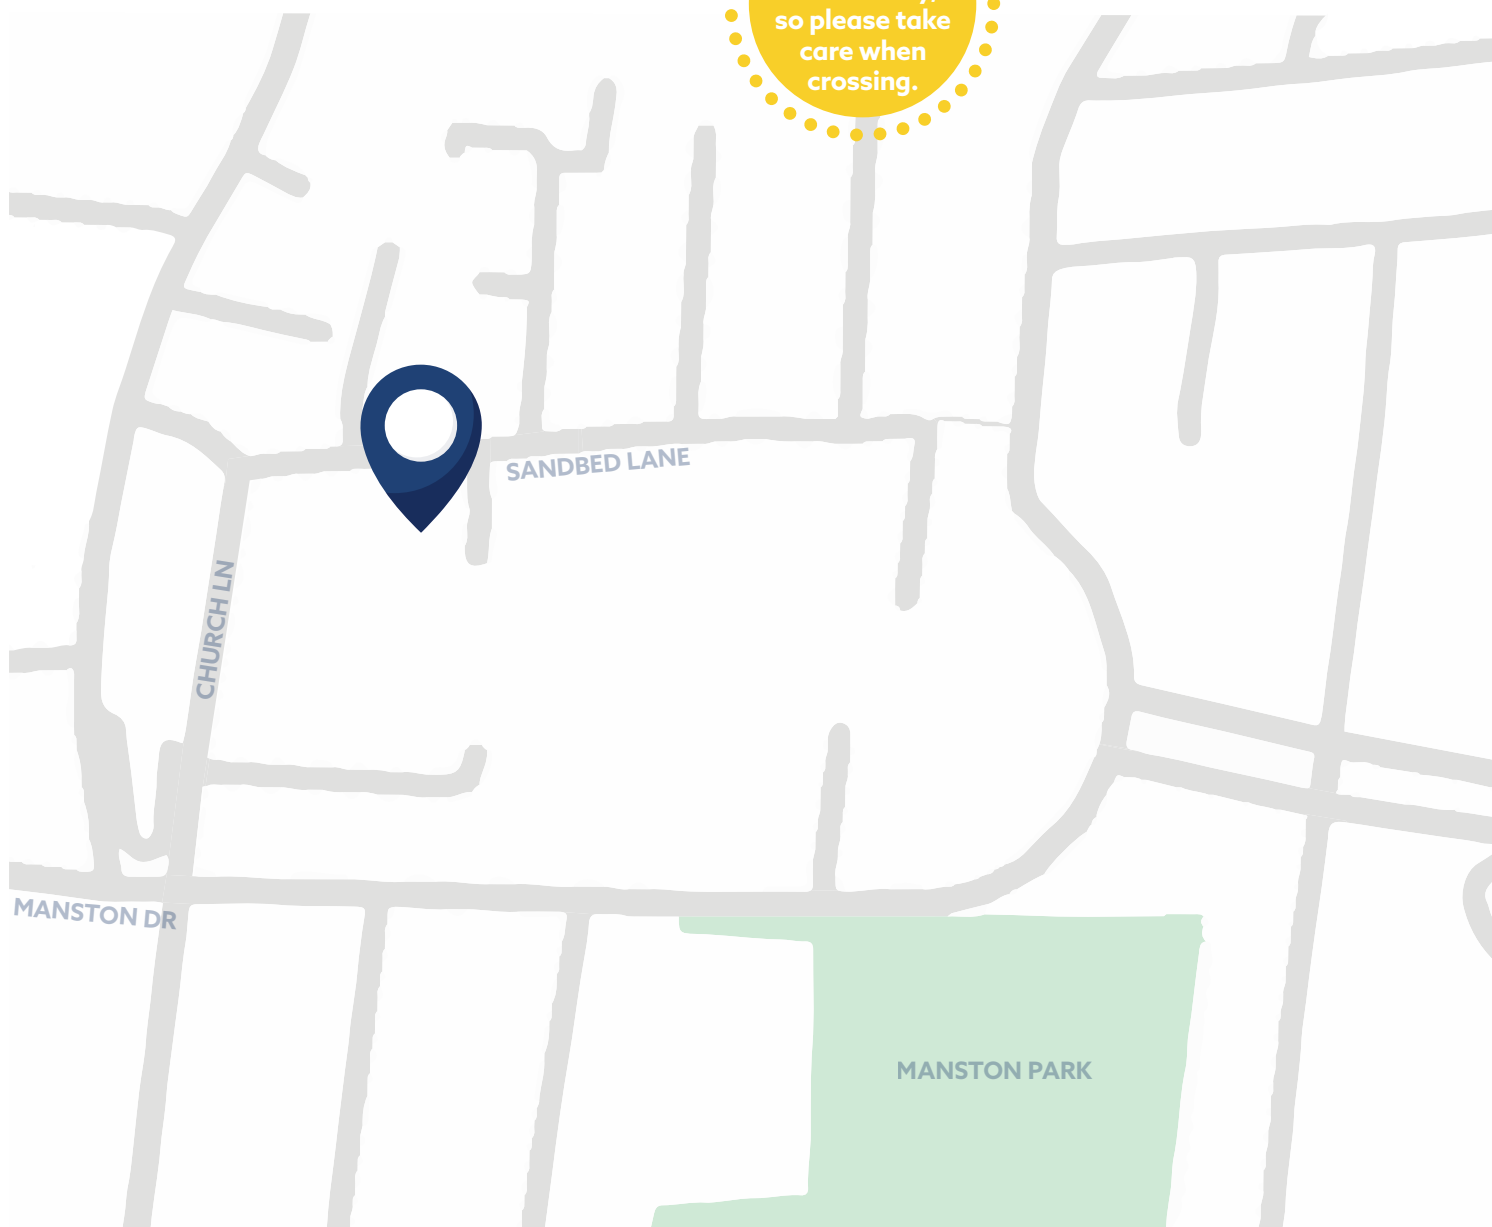 so please take
care when
crossing.
SANDBED LANE
CHURCH LN
MANSTON DR
MANSTON PARK